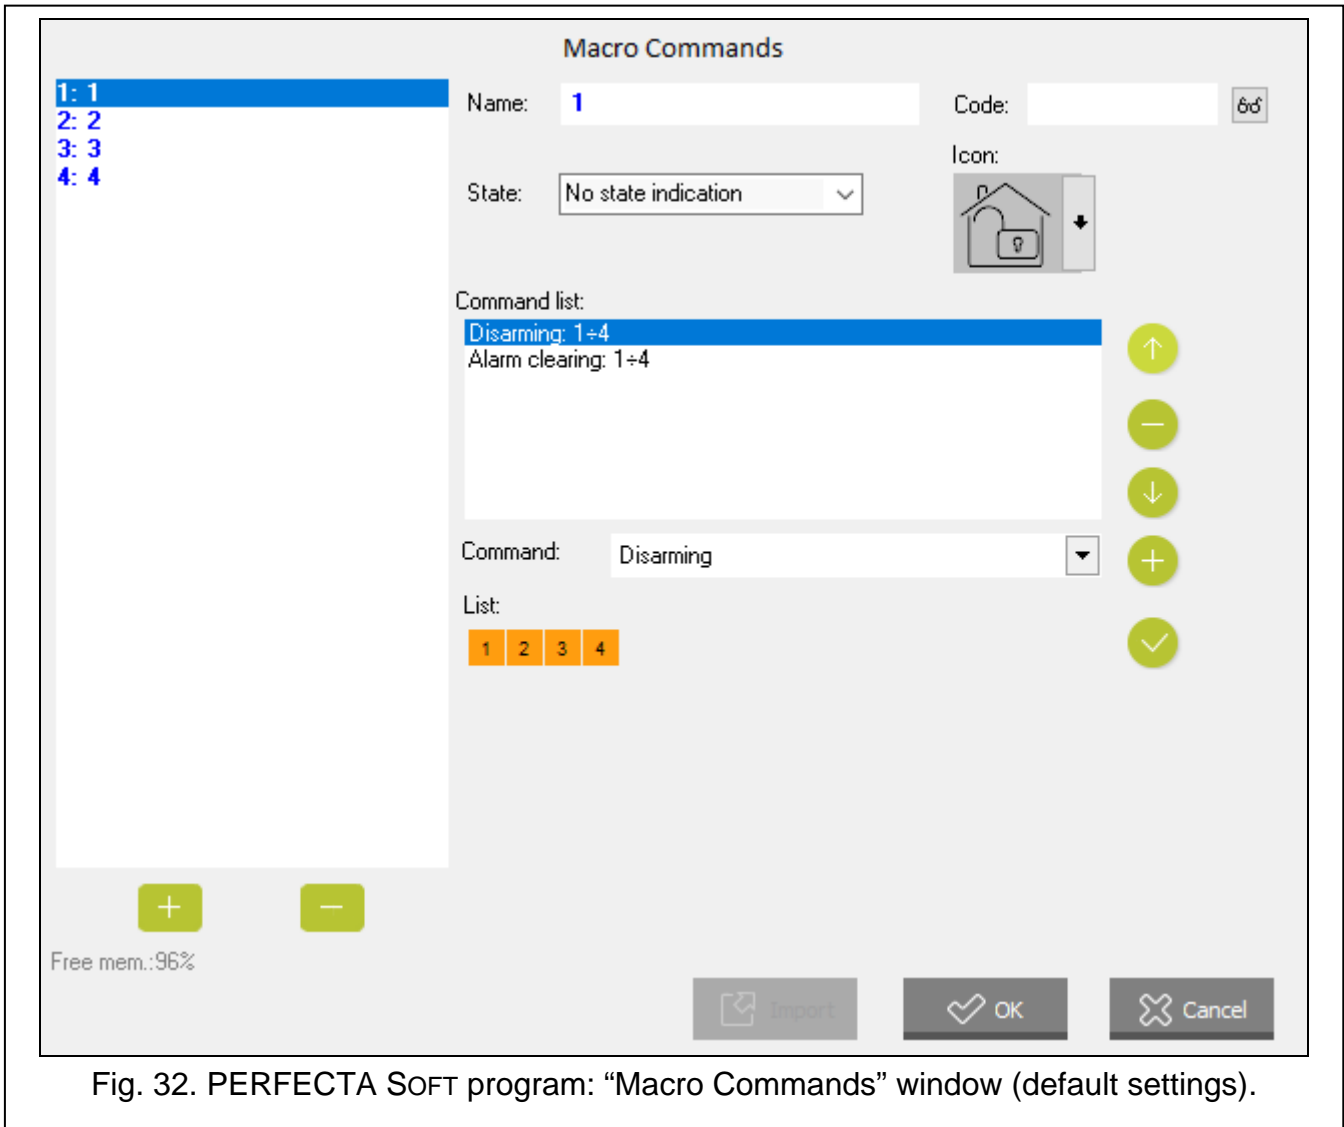 Macro Commands
1: 1
2: 2
3: 3
4: 4
Name: 1
Code:
Icon:
State: No state indication
Command list:
Disarming: 1÷4
Alarm clearing: 1÷4
Command: Disarming
List:
1 2 3 4
Free mem.:96%
Import OK Cancel
Fig. 32. PERFECTA SOFT program: “Macro Commands” window (default settings).